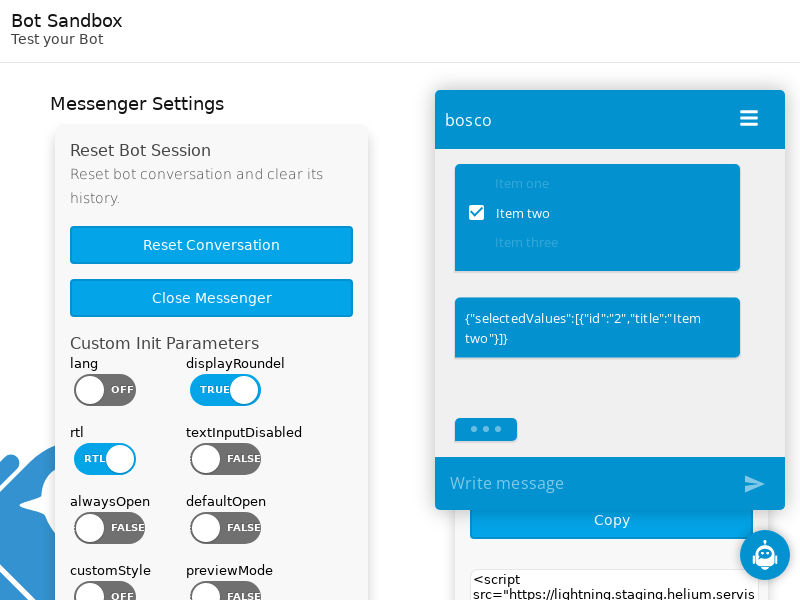 Bot Sandbox
Test your Bot
Messenger Settings
Reset Bot Session
Reset bot conversation and clear its
history.
Reset Conversation
Close Messenger
Custom Init Parameters
lang
displayRoundel
OFF
TRUE
rtl
textInputDisabled
RTL
FALSE
alwaysOpen
defaultOpen
FALSE
FALSE
customStyle
previewMode
OFF
FALSE
bosco
Item one
Item two
Item three
{"selectedValues":[{"id":"2","title":"Item
two"}]}
Write message
Copy
<script
src="https://lightning.staging.helium.servis